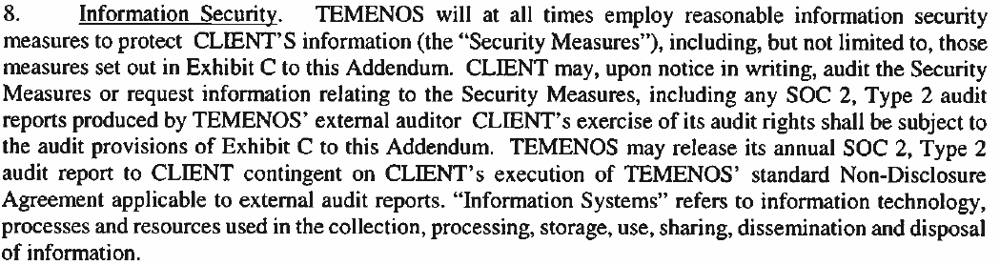 8. Information Security. TEMENOS will at all times employ reasonable information security
measures to protect CLIENT'S information (the “Security Measures”), including, but not limited to, those
measures set out in Exhibit C to this Addendum. CLIENT may, upon notice in writing, audit the Security
Measures or request information relating to the Security Measures, including any SOC 2, Type 2 audit
reports produced by TEMENOS’ external auditor CLIENT’s exercise of its audit rights shall be subject to
the audit provisions of Exhibit C to this Addendum. TEMENOS may release its annual SOC 2, Type 2
audit report to CLIENT contingent on CLIENT’s execution of TEMENOS’ standard Non-Disclosure
Agreement applicable to external audit reports. “Information Systems” refers to information technology,
processes and resources used in the collection, processing, storage, use, sharing, dissemination and disposal
of information.